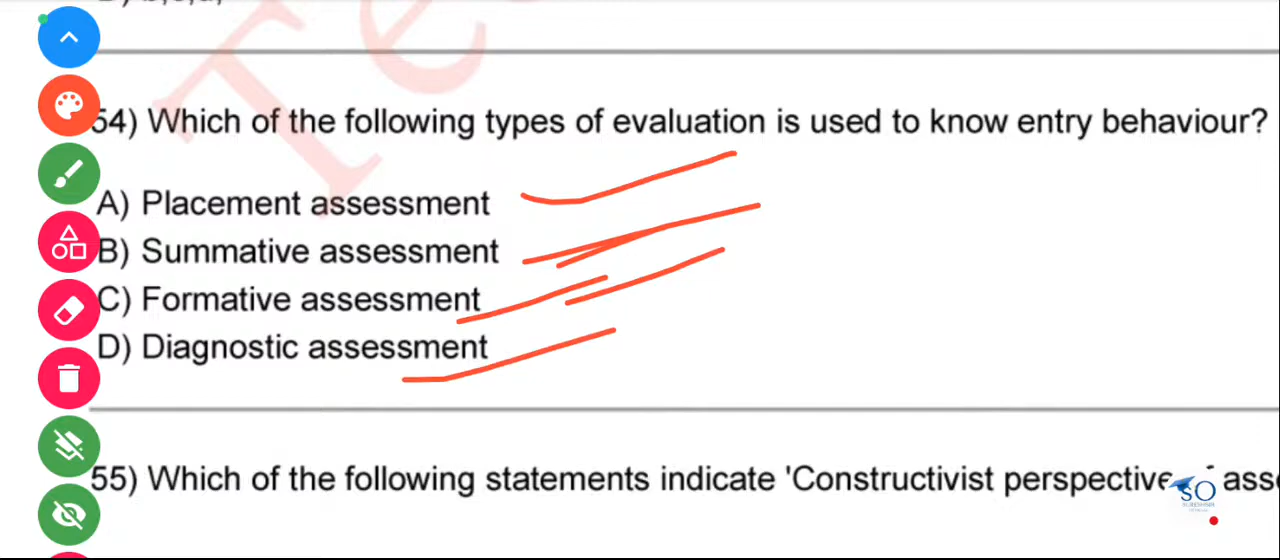 54) Which of the following types of evaluation is used to know entry behaviour?
A) Placement assessment
B) Summative assessment
C) Formative assessment
D) Diagnostic assessment
55) Which of the following statements indicate 'Constructivist perspective
SO